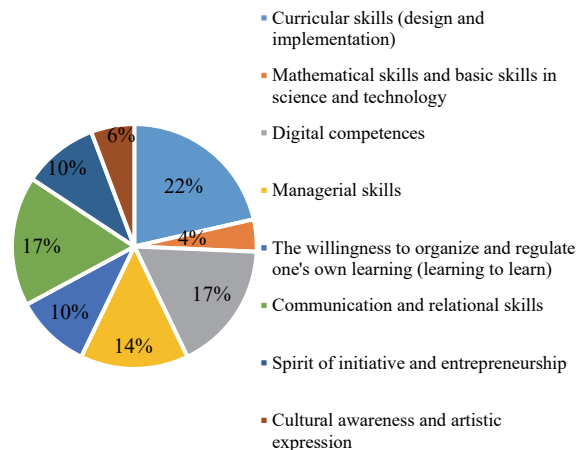 Curricular skills (design and
implementation)
Mathematical skills and basic skills in
science and technology
Digital competences
Managerial skills
The willingness to organize and regulate
one's own learning (learning to learn)
Communication and relational skills
Spirit of initiative and entrepreneurship
Cultural awareness and artistic
expression
6%
10%
22%
17%
4%
17%
10%
14%